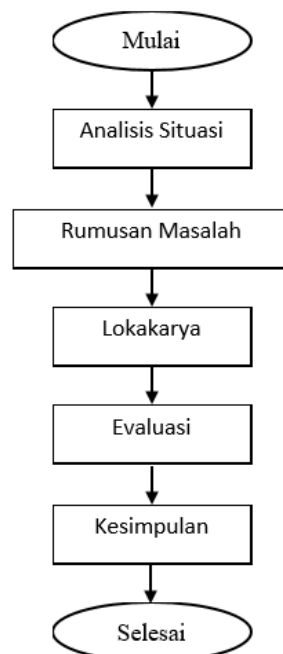 Mulai
Analisis Situasi
Rumusan Masalah
Lokakarya
Evaluasi
Kesimpulan
Selesai